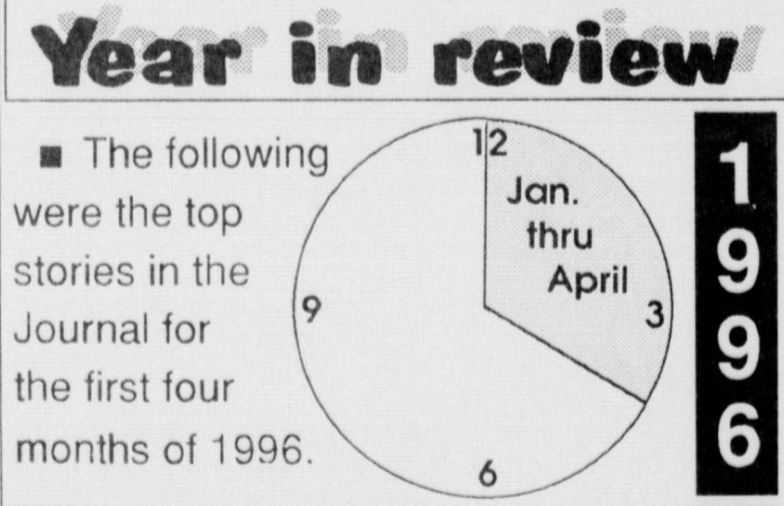 Year in review
■ The following
were the top
stories in the
Journal for
the first four
months of 1996.
12
Jan.
thru
April
3
6
9
1
9
9
6